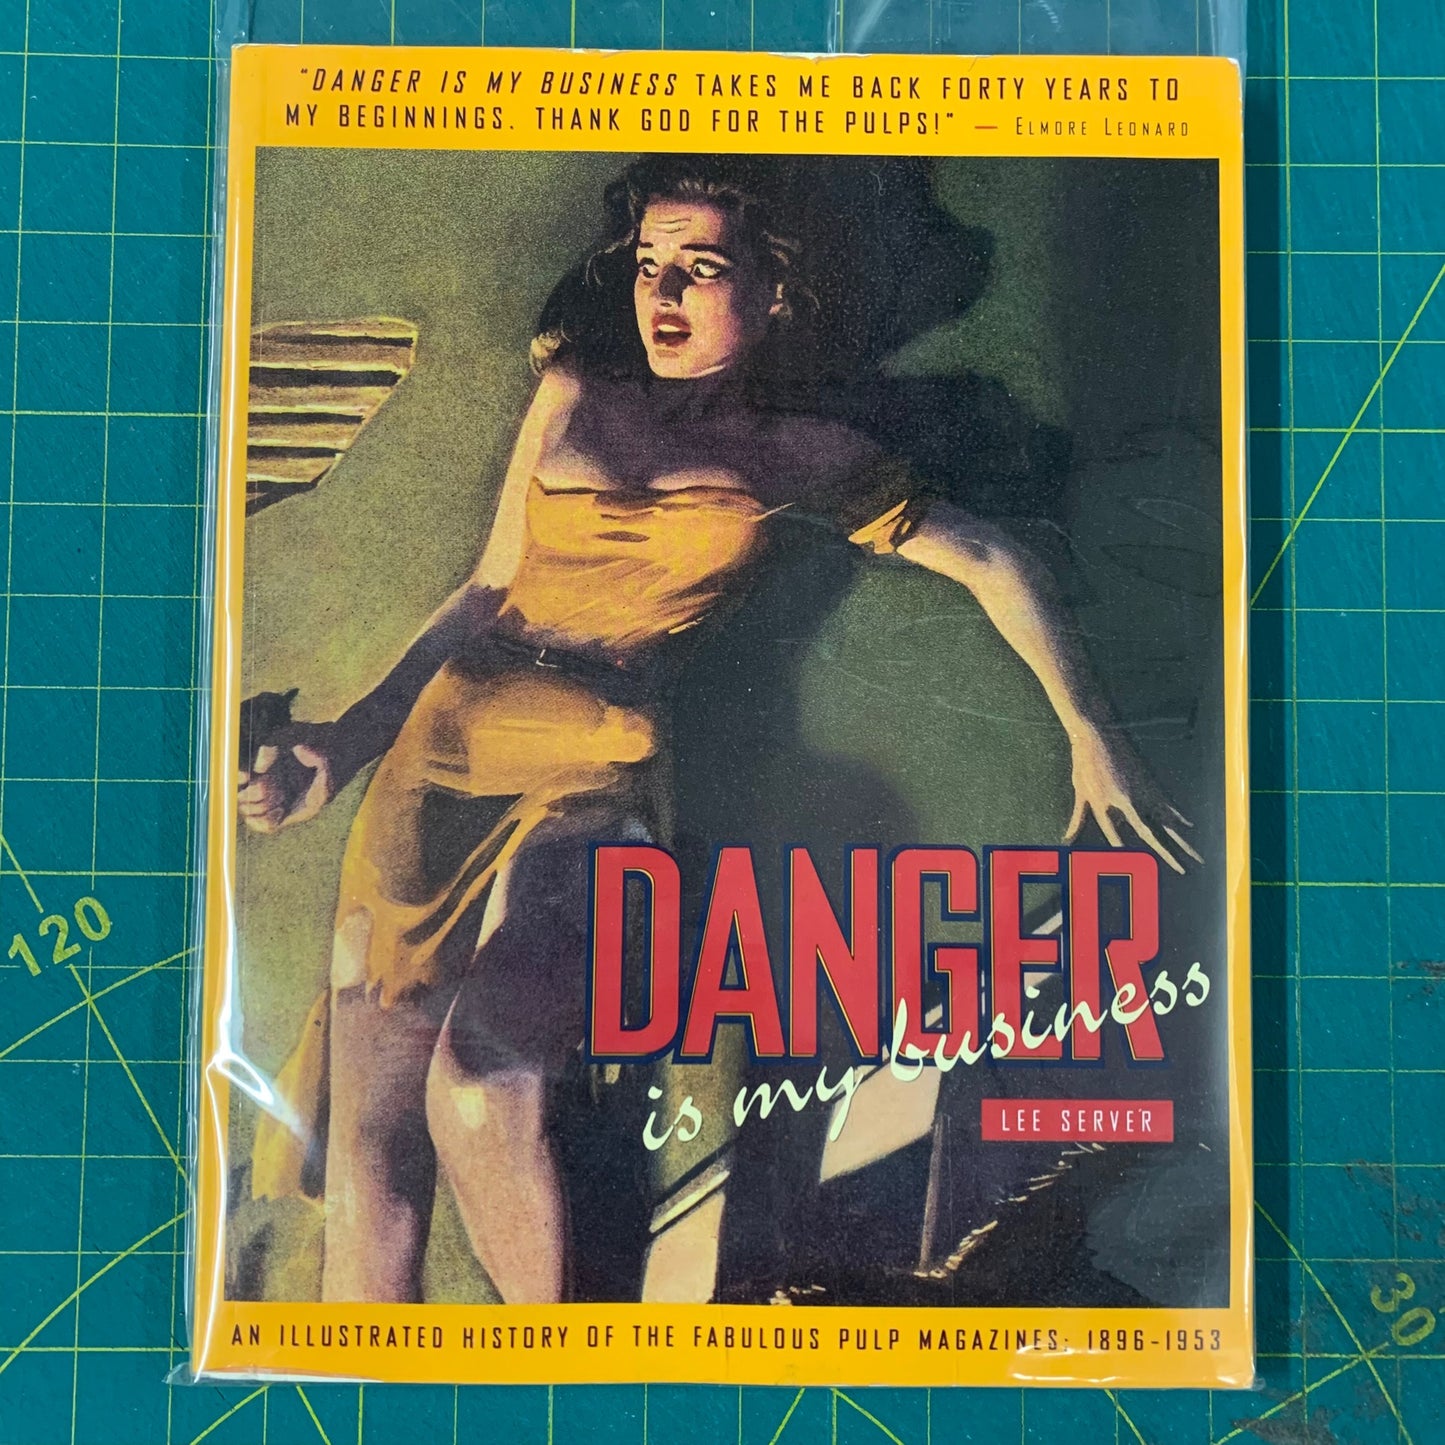 "DANGER IS MY BUSINESS TAKES ME BACK FORTY YEARS TO
MY BEGINNINGS. THANK GOD FOR THE PULPS!" — ELMORE LEONARD
DANGER
is my business
LEE SERVER
AN ILLUSTRATED HISTORY OF THE FABULOUS PULP MAGAZINES: 1896-1953
120
30